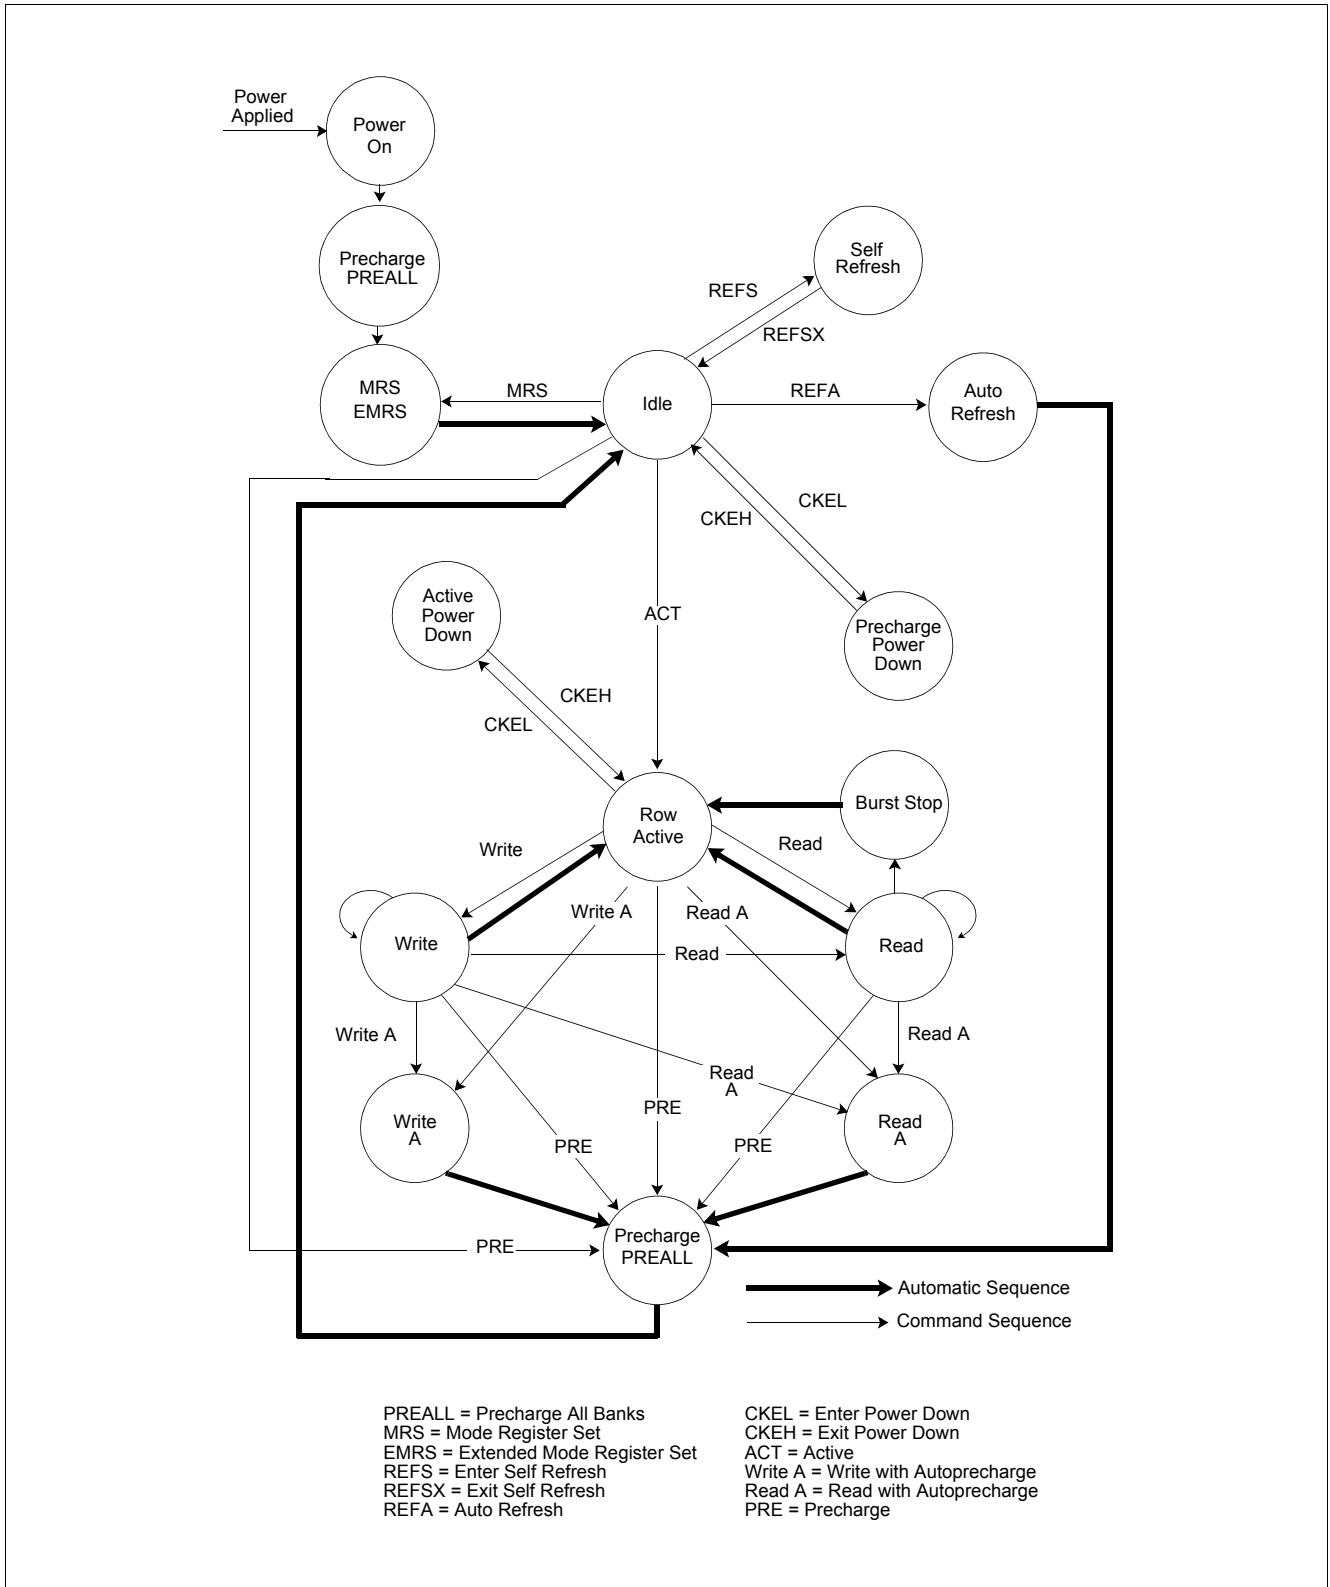 Power
Applied
Power
On
Precharge
PREALL
Self
Refresh
REFS
REFSX
MRS
EMRS
MRS
Idle
REFA
Auto
Refresh
CKEL
CKEH
Active
Power
Down
ACT
Precharge
Power
Down
CKEH
CKEL
Burst Stop
Row
Active
Write
Read
Write A
Read A
Write
Read
Read
Write A
Read A
Read
A
PRE
Write
A
Read
A
PRE
PRE
Precharge
PREALL
PRE
Automatic Sequence
Command Sequence
PREALL = Precharge All Banks
MRS = Mode Register Set
EMRS = Extended Mode Register Set
REFS = Enter Self Refresh
REFSX = Exit Self Refresh
REFA = Auto Refresh
CKEL = Enter Power Down
CKEH = Exit Power Down
ACT = Active
Write A = Write with Autoprecharge
Read A = Read with Autoprecharge
PRE = Precharge